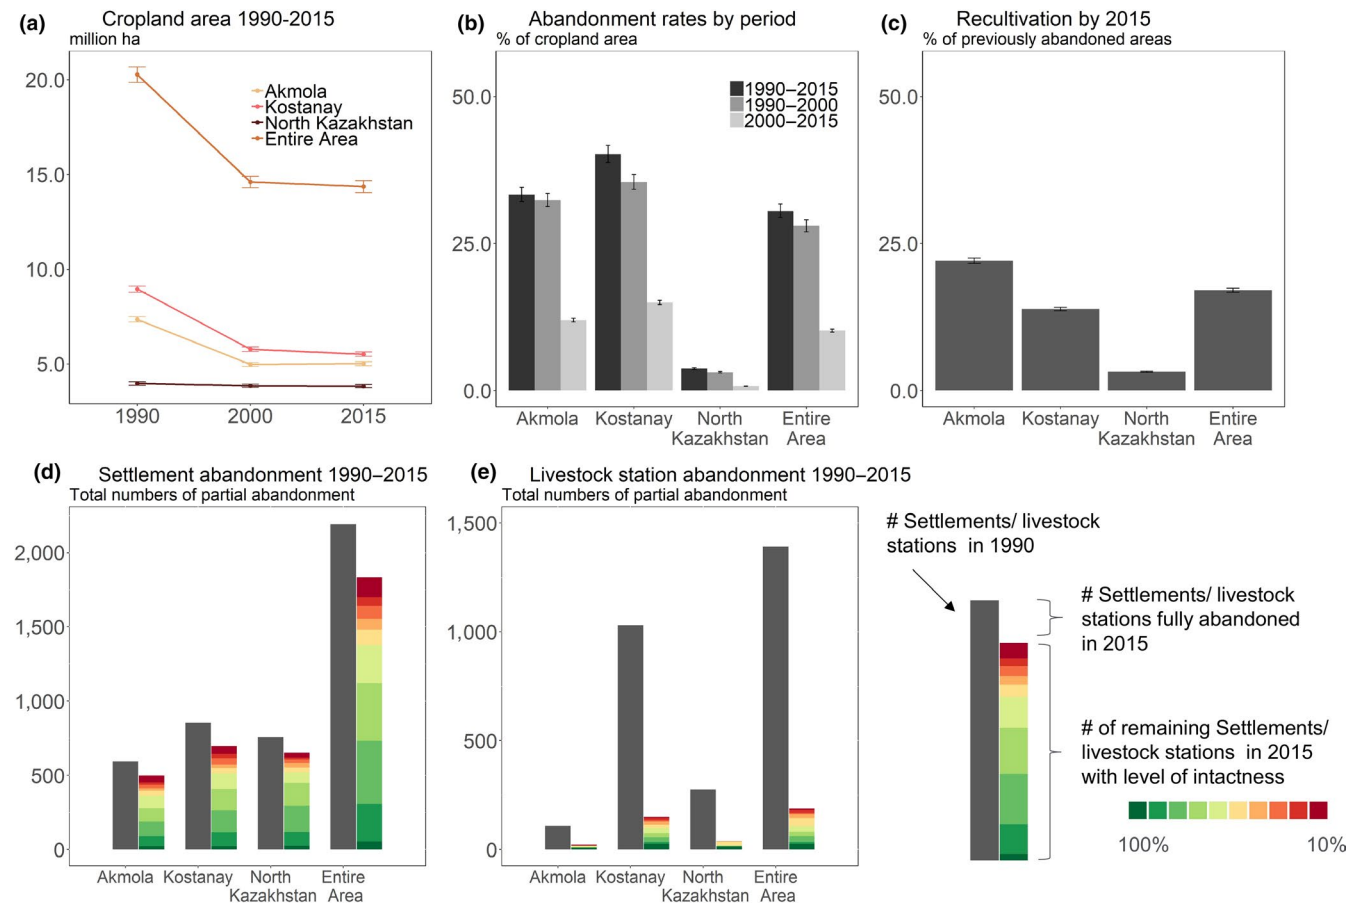 (a) Cropland area 1990-2015
million ha
20.0
15.0
10.0
5.0
Akmola
Kostanay
North Kazakhstan
Entire Area
1990 2000 2015
(b) Abandonment rates by period
% of cropland area
50.0
25.0
0.0
1990–2015
1990–2000
2000–2015
Akmola Kostanay North Entire
Kazakhstan Area
(c) Recultivation by 2015
% of previously abandoned areas
50.0
25.0
0.0
Akmola Kostanay North Entire
Kazakhstan Area
(d) Settlement abandonment 1990–2015
Total numbers of partial abandonment
2,000
1,500
1,000
500
0
Akmola Kostanay North Entire
Kazakhstan Area
(e) Livestock station abandonment 1990–2015
Total numbers of partial abandonment
1,500
1,000
500
0
Akmola Kostanay North Entire
Kazakhstan Area
# Settlements/ livestock
stations in 1990
# Settlements/ livestock
stations fully abandoned
in 2015
# of remaining Settlements/
livestock stations in 2015
with level of intactness
100% 10%